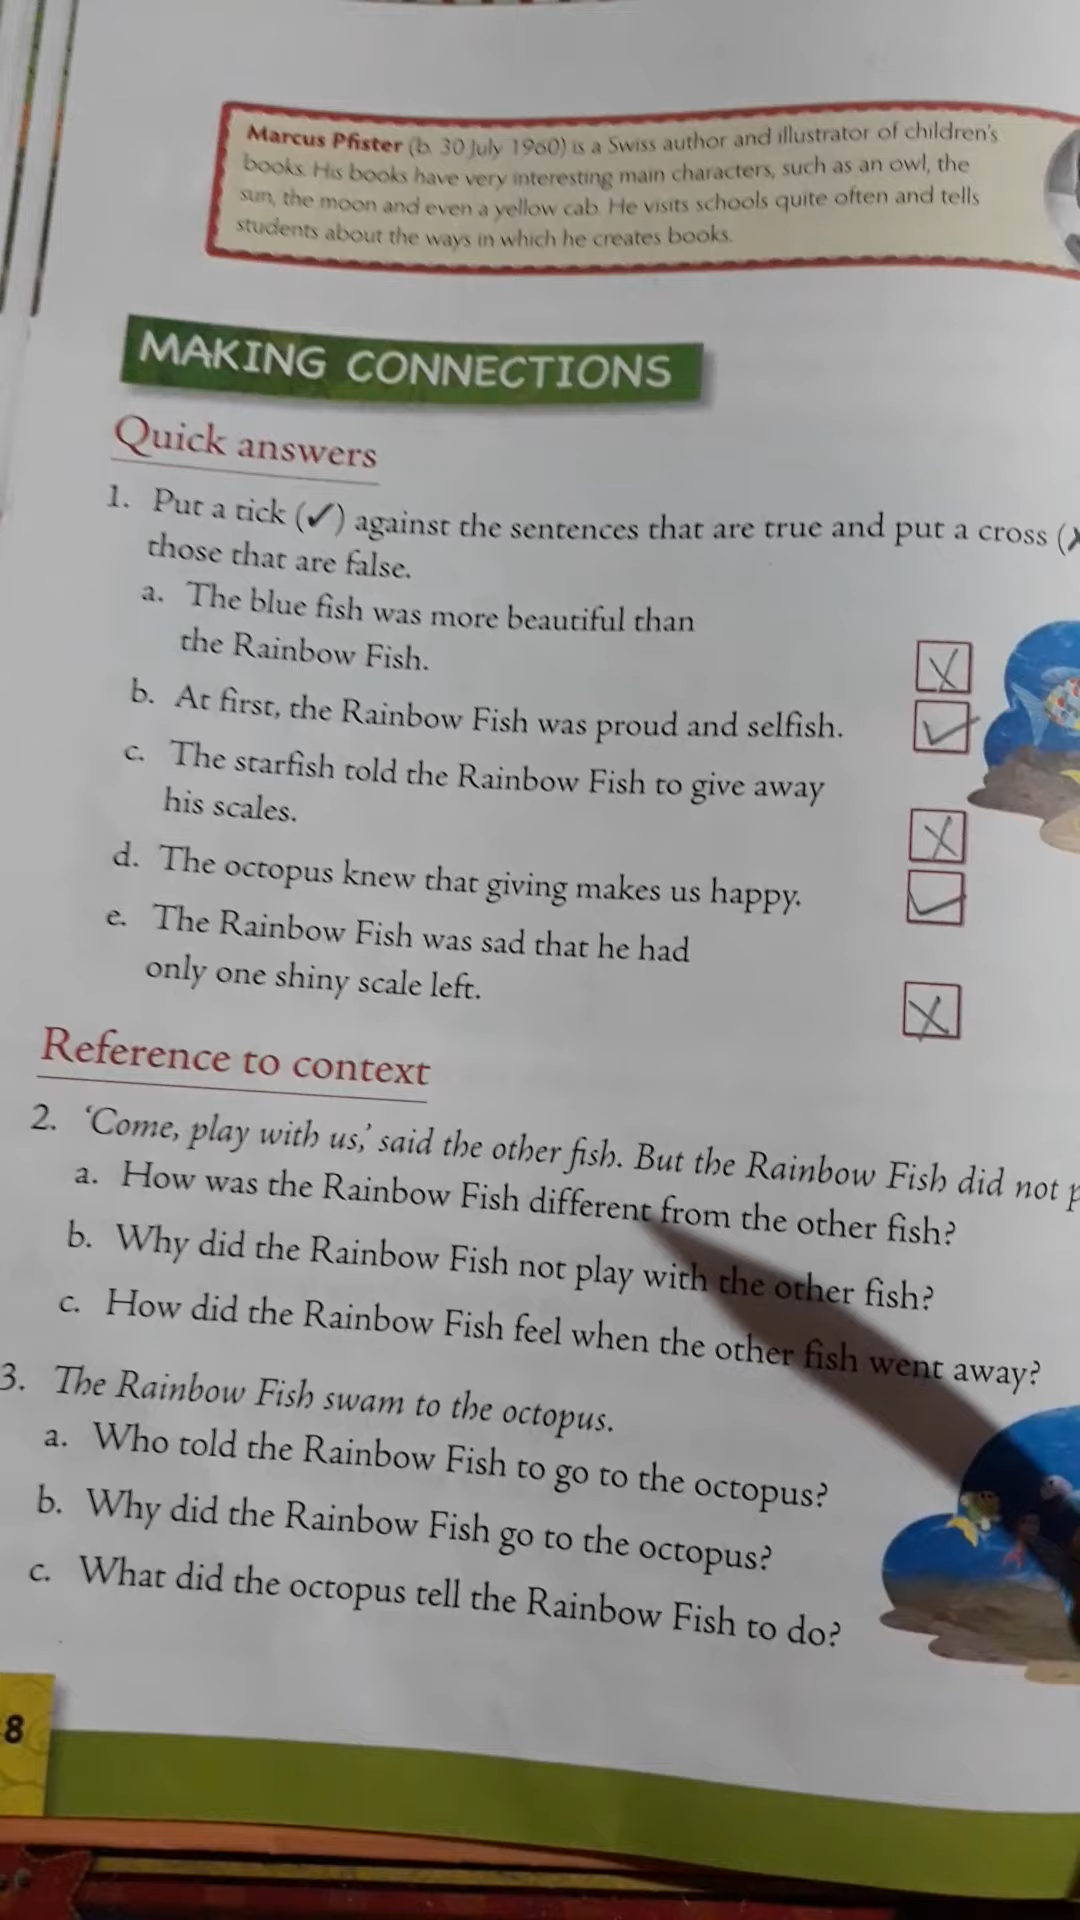 Marcus Pfister (b. 30 July 1960) is a Swiss author and illustrator of children's
books. His books have very interesting main characters, such as an owl, the
sun, the moon and even a yellow cab. He visits schools quite often and tells
students about the ways in which he creates books.
MAKING CONNECTIONS
Quick answers
1. Put a tick (✓) against the sentences that are true and put a cross (✗
those that are false.
a. The blue fish was more beautiful than
the Rainbow Fish.
b. At first, the Rainbow Fish was proud and selfish.
c. The starfish told the Rainbow Fish to give away
his scales.
d. The octopus knew that giving makes us happy.
e. The Rainbow Fish was sad that he had
only one shiny scale left.
Reference to context
2. 'Come, play with us,' said the other fish. But the Rainbow Fish did not
a. How was the Rainbow Fish different from the other fish?
b. Why did the Rainbow Fish not play with the other fish?
c. How did the Rainbow Fish feel when the other fish went away?
3. The Rainbow Fish swam to the octopus.
a. Who told the Rainbow Fish to go to the octopus?
b. Why did the Rainbow Fish go to the octopus?
c. What did the octopus tell the Rainbow Fish to do?
8